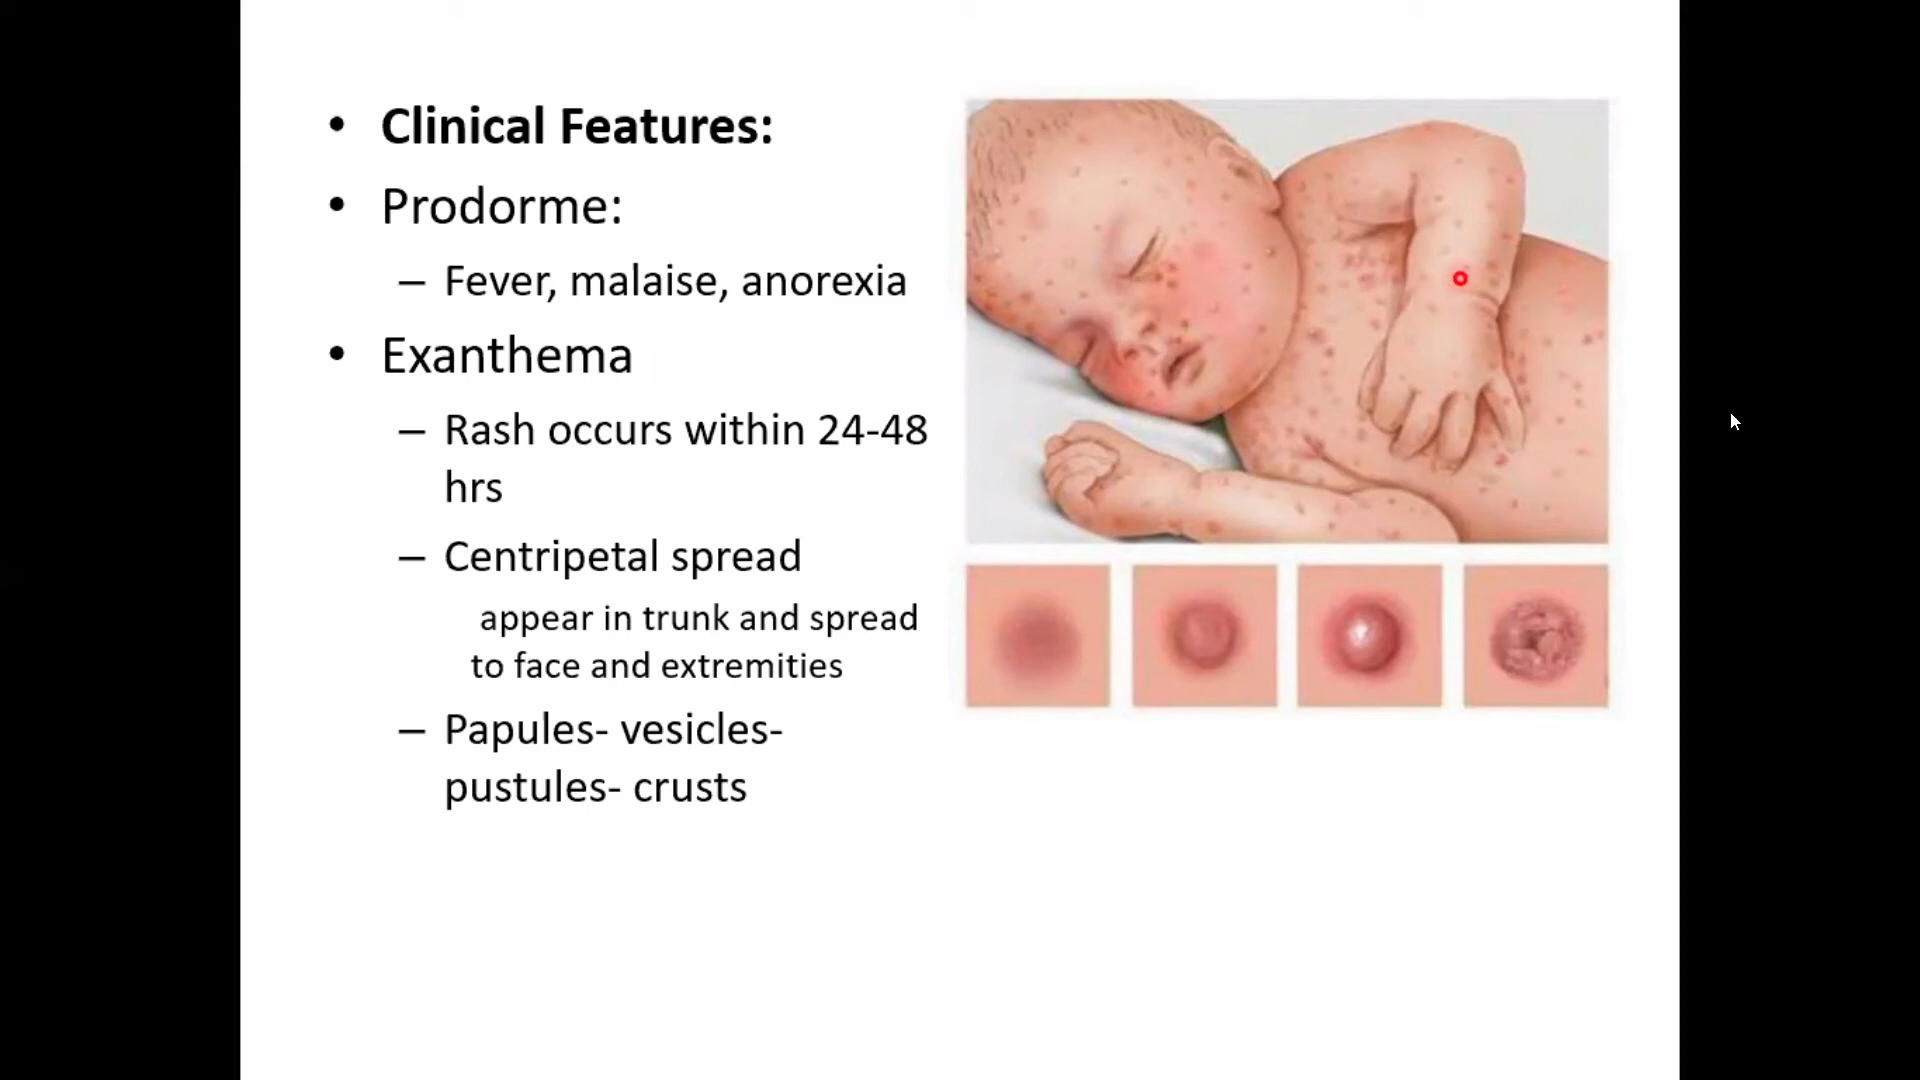 • Clinical Features:
• Prodorme:
– Fever, malaise, anorexia
• Exanthema
– Rash occurs within 24-48
hrs
– Centripetal spread
appear in trunk and spread
to face and extremities
– Papules- vesicles-
pustules- crusts